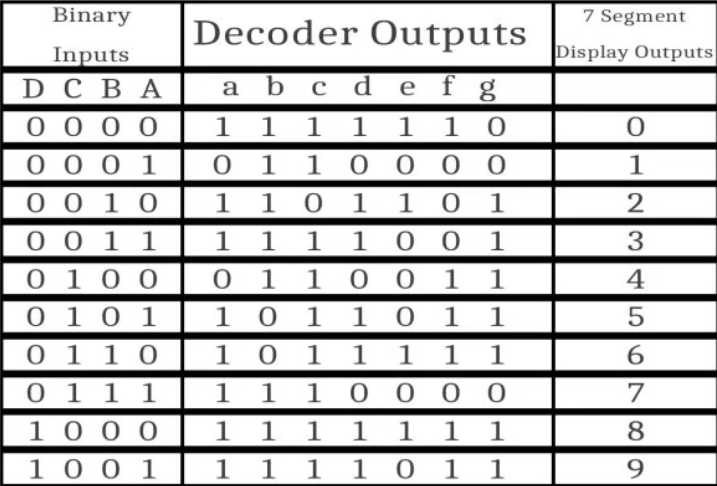 Binary Inputs Decoder Outputs 7 Segment Display Outputs
D C B A a b c d e f g
0 0 0 0 1 1 1 1 1 1 0 0
0 0 0 1 0 1 1 0 0 0 0 1
0 0 1 0 1 1 0 1 1 0 1 2
0 0 1 1 1 1 1 1 0 0 1 3
0 1 0 0 0 1 1 0 0 1 1 4
0 1 0 1 1 0 1 1 0 1 1 5
0 1 1 0 1 0 1 1 1 1 1 6
0 1 1 1 1 1 1 0 0 0 0 7
1 0 0 0 1 1 1 1 1 1 1 8
1 0 0 1 1 1 1 1 0 1 1 9